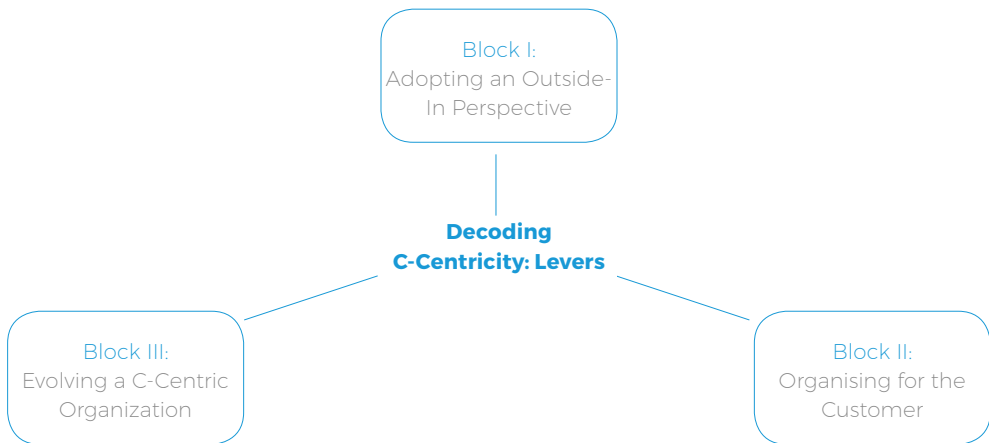 Block I:
Adopting an Outside-
In Perspective
Decoding
C-Centricity: Levers
Block III:
Evolving a C-Centric
Organization
Block II:
Organising for the
Customer